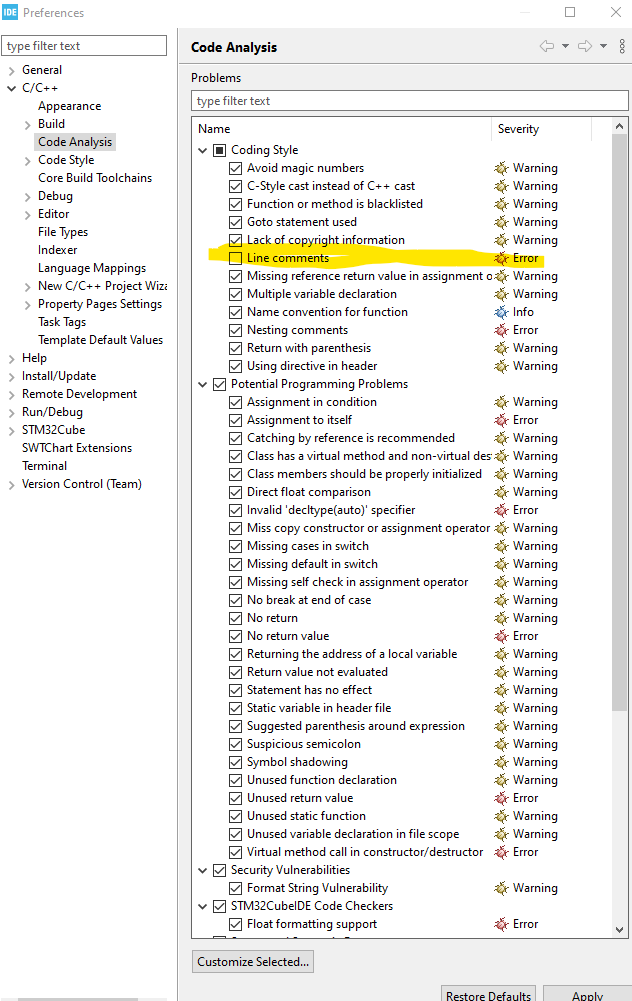 IDE Preferences
type filter text
General
C/C++
Appearance
Build
Code Analysis
Code Style
Core Build Toolchains
Debug
Editor
File Types
Indexer
Language Mappings
New C/C++ Project Wiza
Property Pages Settings
Task Tags
Template Default Values
Help
Install/Update
Remote Development
Run/Debug
STM32Cube
SWTChart Extensions
Terminal
Version Control (Team)
Code Analysis
Problems
type filter text
Name Severity
Coding Style
Avoid magic numbers Warning
C-Style cast instead of C++ cast Warning
Function or method is blacklisted Warning
Goto statement used Warning
Lack of copyright information Warning
Line comments Error
Missing reference return value in assignment o Warning
Multiple variable declaration Warning
Name convention for function Info
Nesting comments Error
Return with parenthesis Warning
Using directive in header Warning
Potential Programming Problems
Assignment in condition Warning
Assignment to itself Error
Catching by reference is recommended Warning
Class has a virtual method and non-virtual des Warning
Class members should be properly initialized Warning
Direct float comparison Warning
Invalid 'decltype(auto)' specifier Error
Miss copy constructor or assignment operator Warning
Missing cases in switch Warning
Missing default in switch Warning
Missing self check in assignment operator Warning
No break at end of case Warning
No return Warning
No return value Error
Returning the address of a local variable Warning
Return value not evaluated Warning
Statement has no effect Warning
Static variable in header file Warning
Suggested parenthesis around expression Warning
Suspicious semicolon Warning
Symbol shadowing Warning
Unused function declaration Warning
Unused return value Error
Unused static function Warning
Unused variable declaration in file scope Warning
Virtual method call in constructor/destructor Error
Security Vulnerabilities
Format String Vulnerability Warning
STM32CubeIDE Code Checkers
Float formatting support Error
Customize Selected...
Restore Defaults Apply